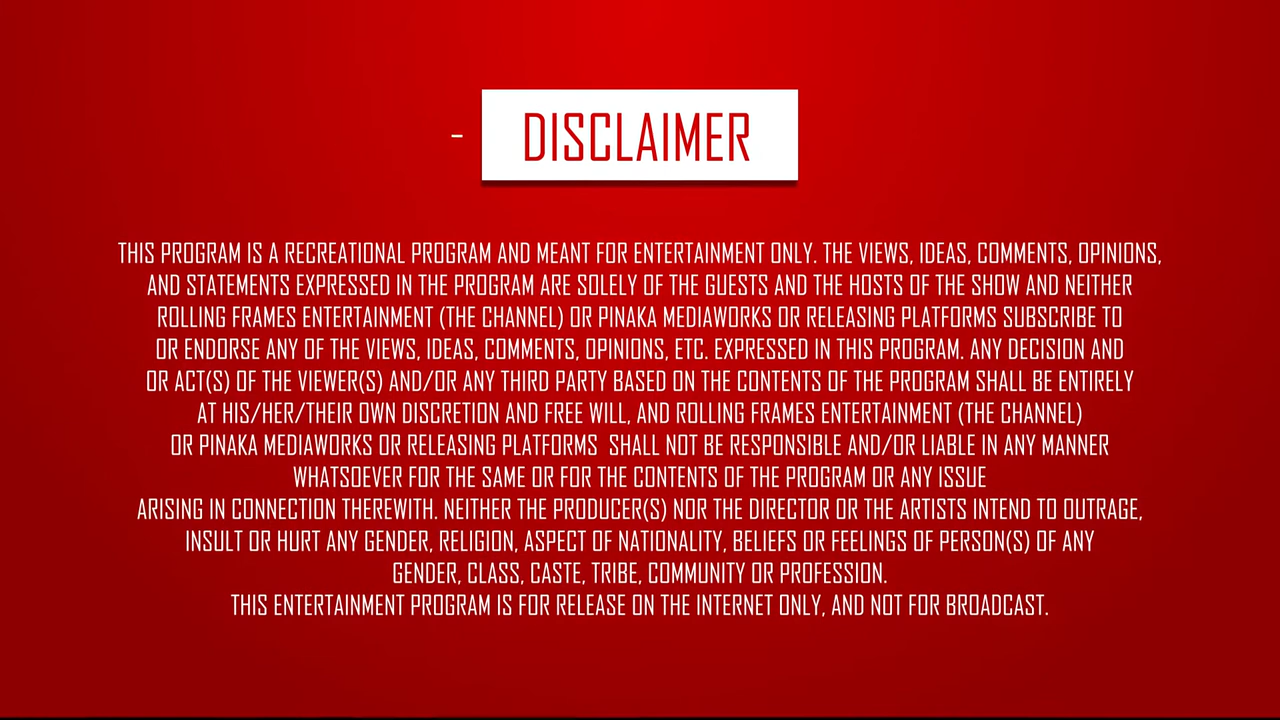 - DISCLAIMER
THIS PROGRAM IS A RECREATIONAL PROGRAM AND MEANT FOR ENTERTAINMENT ONLY. THE VIEWS, IDEAS, COMMENTS, OPINIONS,
AND STATEMENTS EXPRESSED IN THE PROGRAM ARE SOLELY OF THE GUESTS AND THE HOSTS OF THE SHOW AND NEITHER
ROLLING FRAMES ENTERTAINMENT (THE CHANNEL) OR PINAKA MEDIAWORKS OR RELEASING PLATFORMS SUBSCRIBE TO
OR ENDORSE ANY OF THE VIEWS, IDEAS, COMMENTS, OPINIONS, ETC. EXPRESSED IN THIS PROGRAM. ANY DECISION AND
OR ACT(S) OF THE VIEWER(S) AND/OR ANY THIRD PARTY BASED ON THE CONTENTS OF THE PROGRAM SHALL BE ENTIRELY
AT HIS/HER/THEIR OWN DISCRETION AND FREE WILL, AND ROLLING FRAMES ENTERTAINMENT (THE CHANNEL)
OR PINAKA MEDIAWORKS OR RELEASING PLATFORMS SHALL NOT BE RESPONSIBLE AND/OR LIABLE IN ANY MANNER
WHATSOEVER FOR THE SAME OR FOR THE CONTENTS OF THE PROGRAM OR ANY ISSUE
ARISING IN CONNECTION THEREWITH. NEITHER THE PRODUCER(S) NOR THE DIRECTOR OR THE ARTISTS INTEND TO OUTRAGE,
INSULT OR HURT ANY GENDER, RELIGION, ASPECT OF NATIONALITY, BELIEFS OR FEELINGS OF PERSON(S) OF ANY
GENDER, CLASS, CASTE, TRIBE, COMMUNITY OR PROFESSION.
THIS ENTERTAINMENT PROGRAM IS FOR RELEASE ON THE INTERNET ONLY, AND NOT FOR BROADCAST.